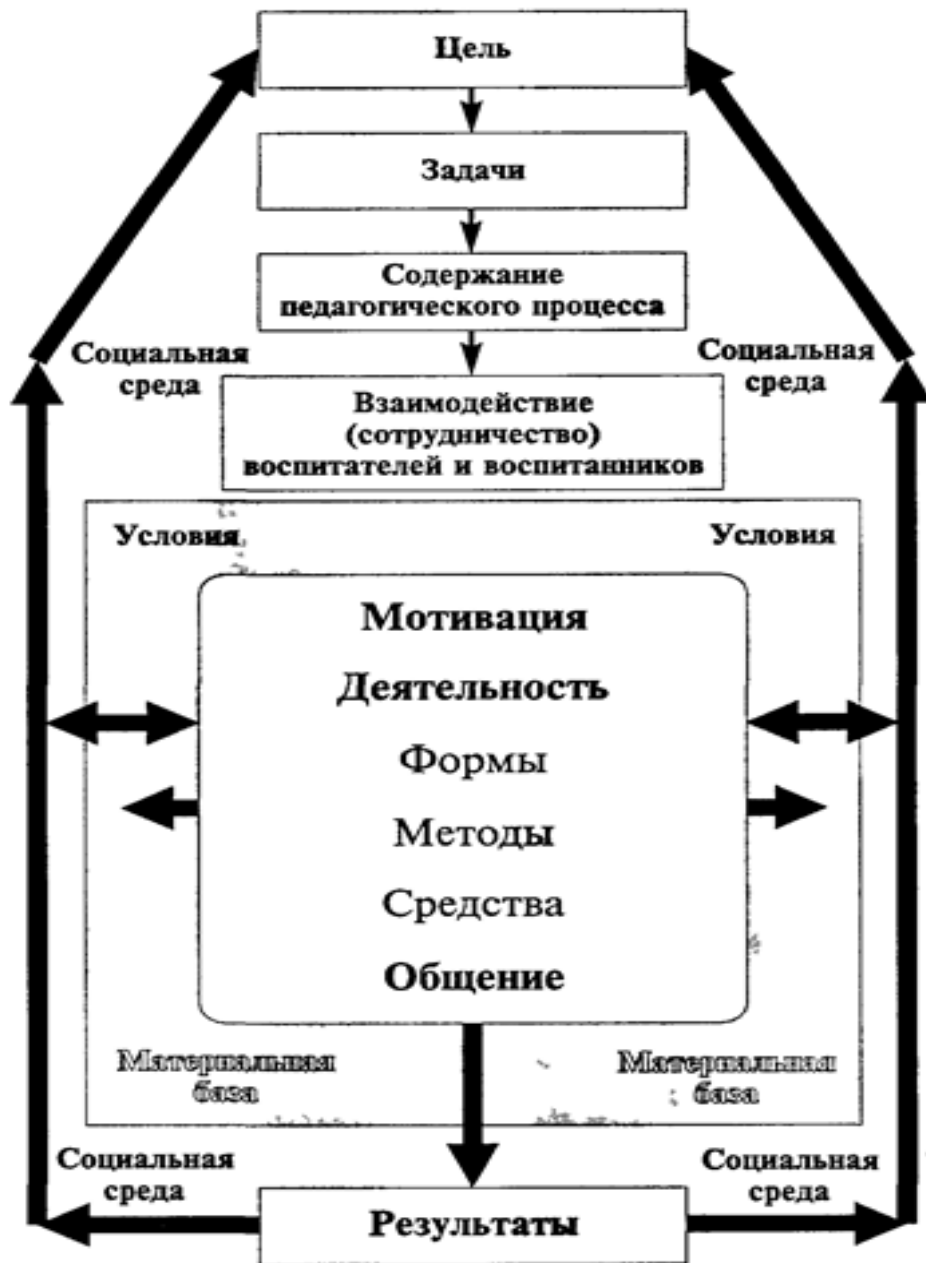 Цель
Задачи
Содержание
педагогического процесса
Социальная
среда
Социальная
среда
Взаимодействие
(сотрудничество)
воспитателей и воспитанников
Условия
Условия
Мотивация
Деятельность
Формы
Методы
Средства
Общение
Материальная
база
Материальная
база
Социальная
среда
Социальная
среда
Результаты